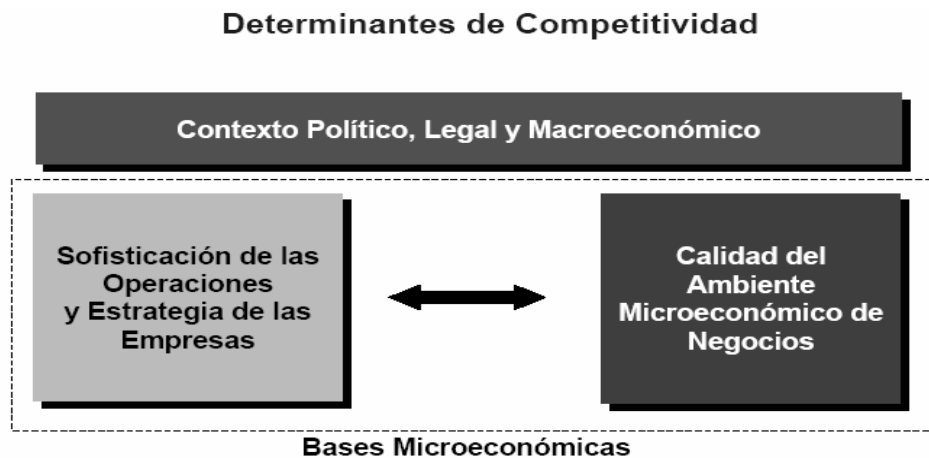 Determinantes de Competitividad
Contexto Político, Legal y Macroeconómico
Sofisticación de las
Operaciones
y Estrategia de las
Empresas
Calidad del
Ambiente
Microeconómico de
Negocios
Bases Microeconómicas